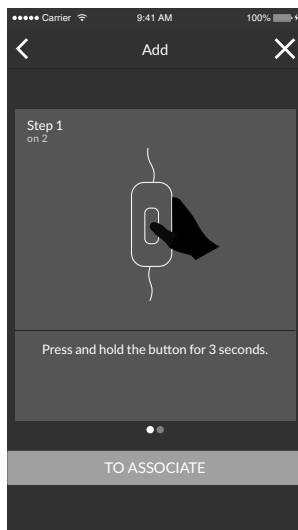 Carrier 9:41 AM 100%
Add
Step 1
on 2
Press and hold the button for 3 seconds.
TO ASSOCIATE